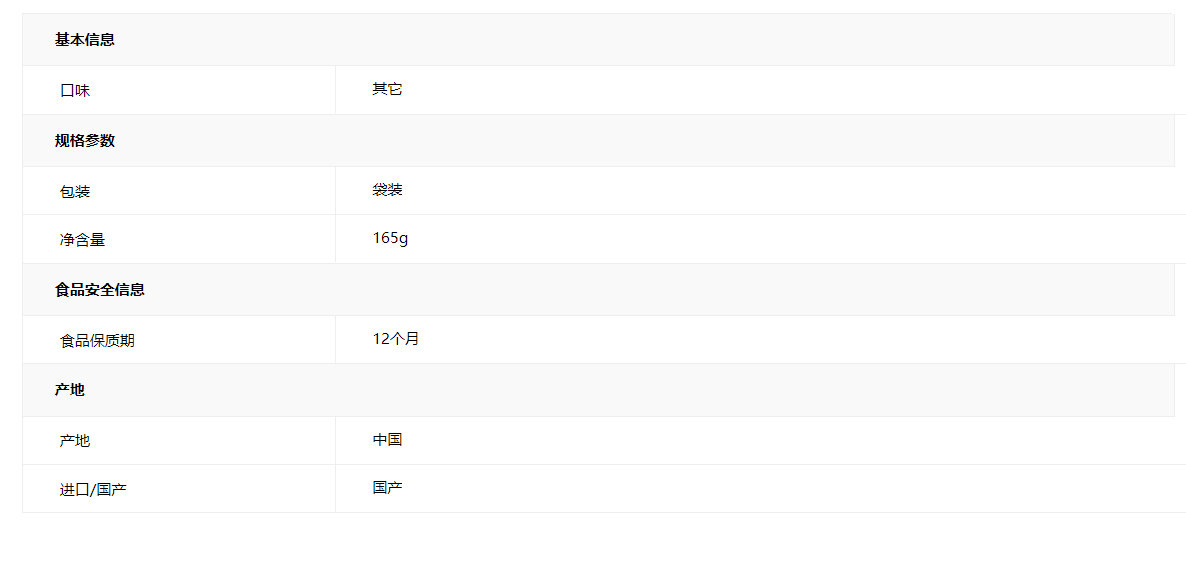 基本信息
口味 其它
规格参数
包装 袋装
净含量 165g
食品安全信息
食品保质期 12个月
产地
产地 中国
进口/国产 国产